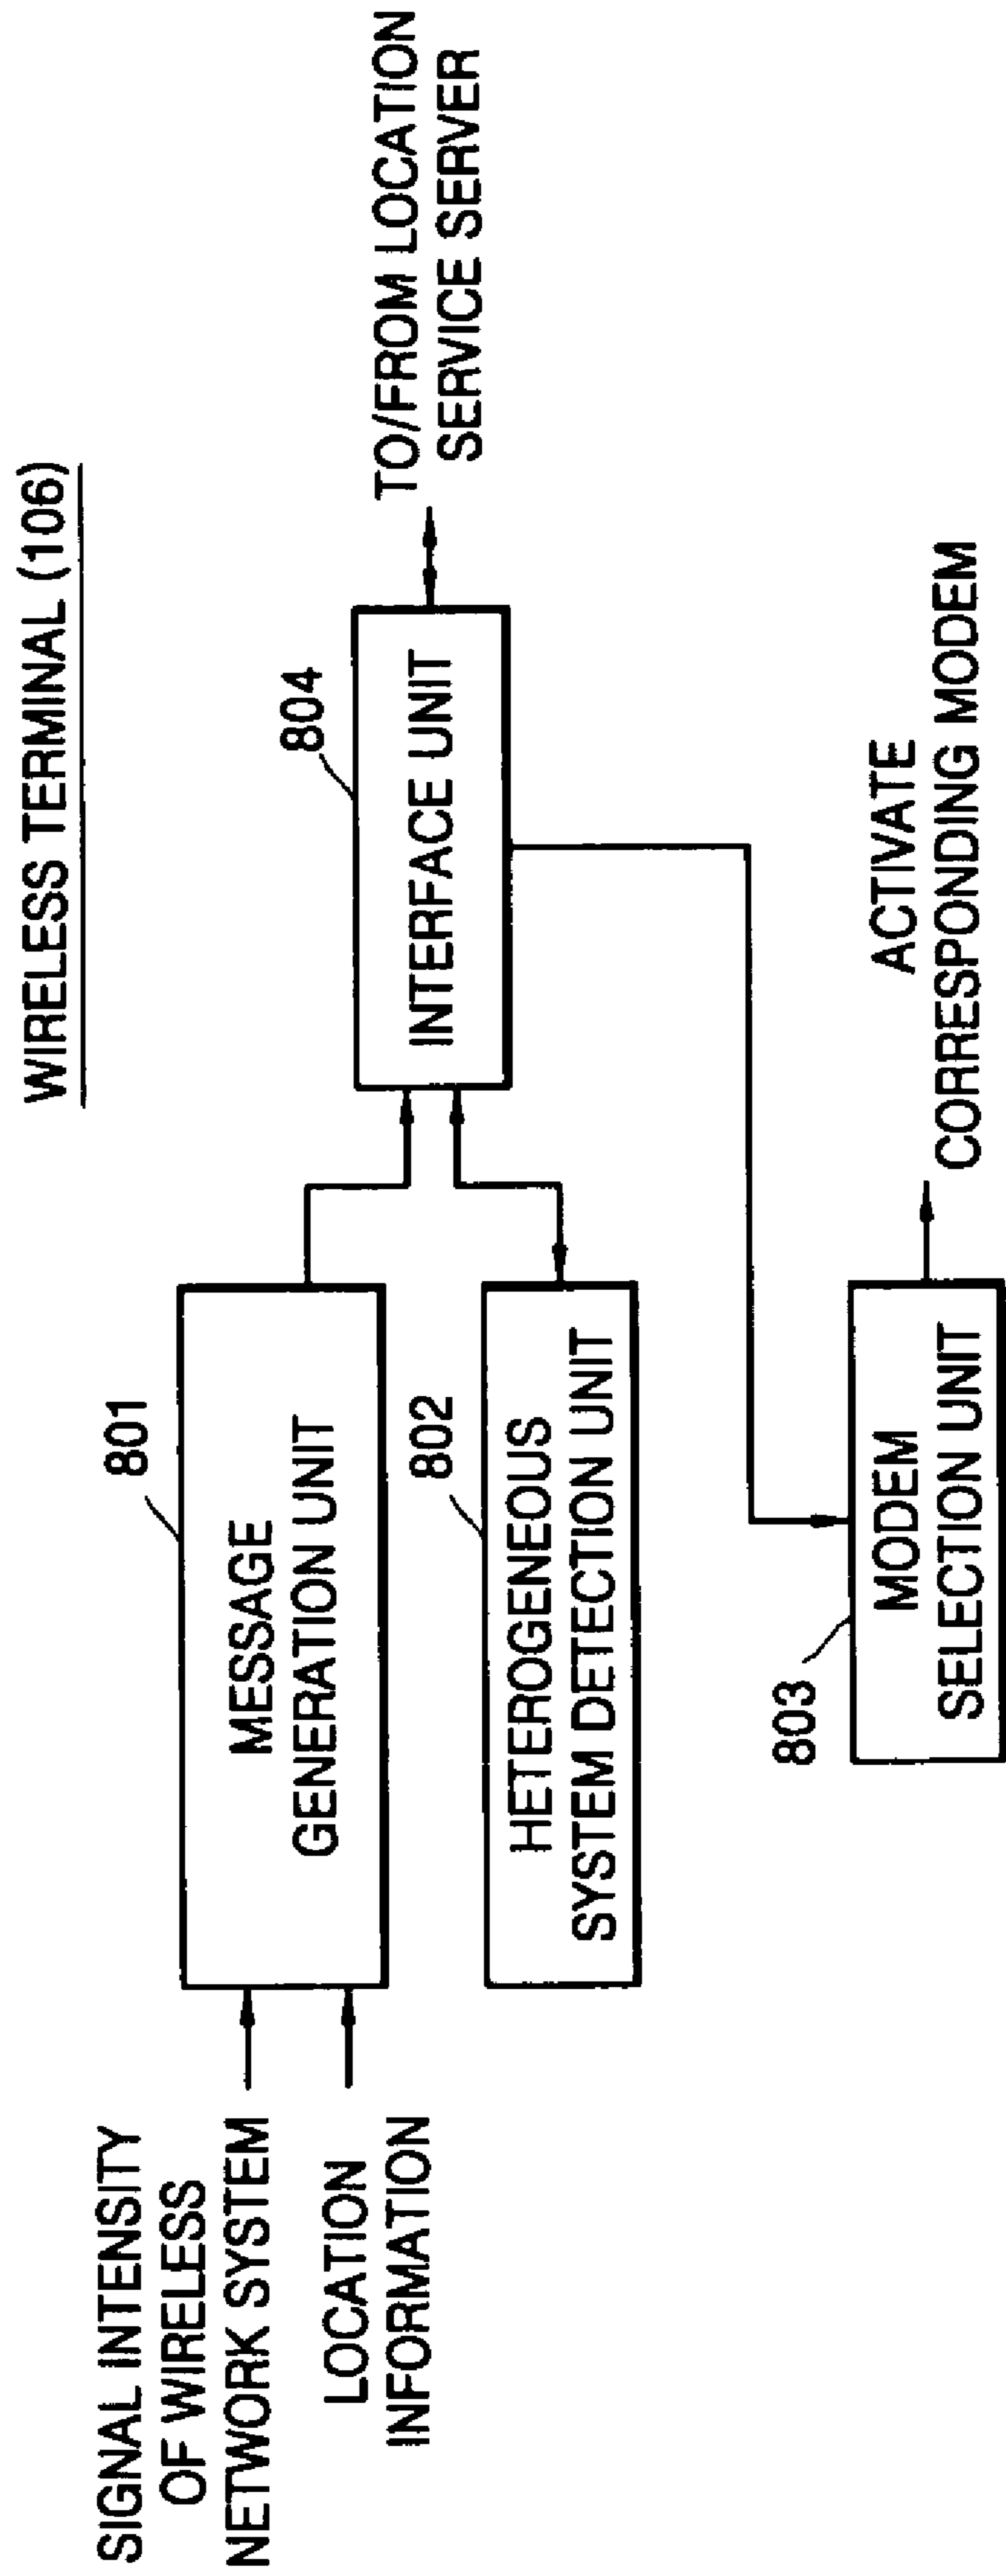 WIRELESS TERMINAL (106)
SIGNAL INTENSITY
OF WIRELESS
NETWORK SYSTEM
LOCATION
INFORMATION
801
MESSAGE
GENERATION UNIT
802
HETEROGENEOUS
SYSTEM DETECTION UNIT
804
INTERFACE UNIT
TO/FROM LOCATION
SERVICE SERVER
803
MODEM
SELECTION UNIT
ACTIVATE
CORRESPONDING MODEM